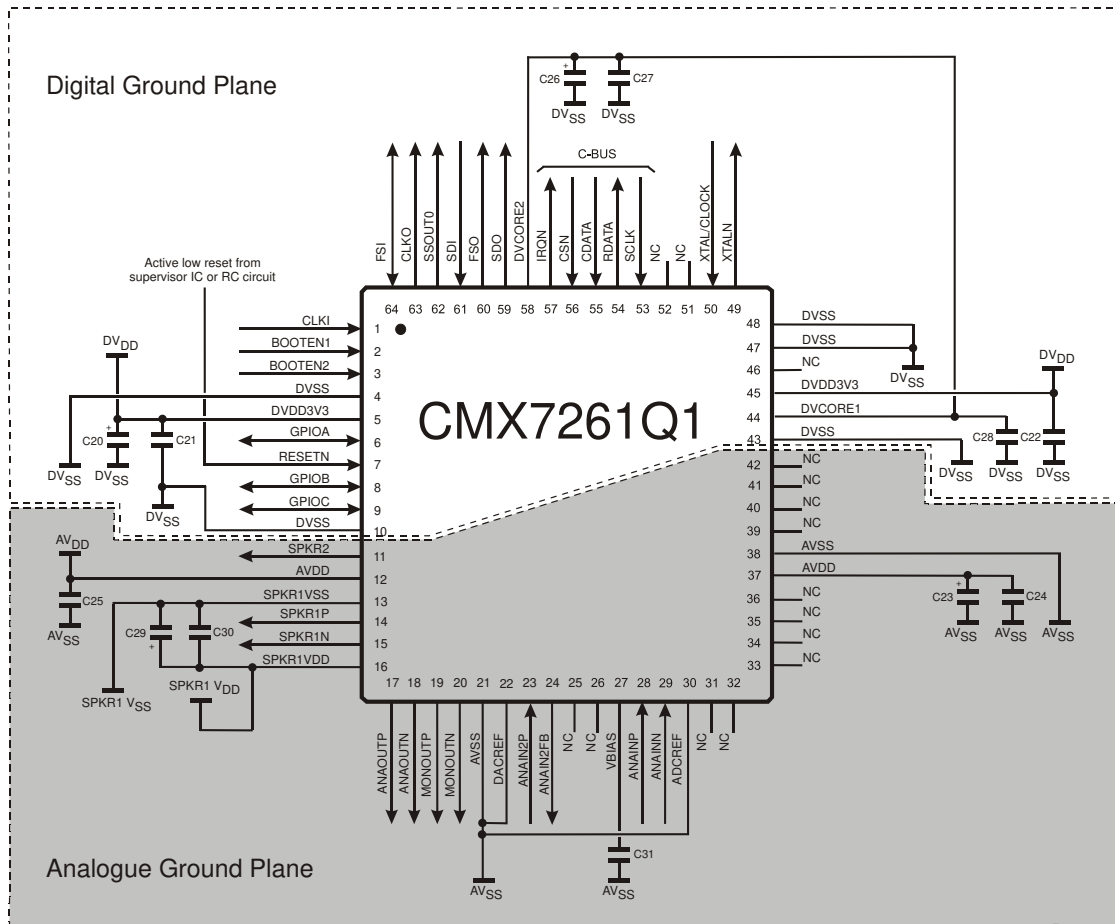 Digital Ground Plane
C26
+
C27
DVSS
DVSS
C-BUS
FSI
CLKO
SSOUT0
SDI
FSO
SDO
DVCORE2
IRQN
CSN
CDATA
RDATA
SCLK
NC
NC
XTAL/CLOCK
XTALN
Active low reset from
supervisor IC or RC circuit
64 63 62 61 60 59 58 57 56 55 54 53 52 51 50 49
CMX7261Q1
CLKI 1
BOOTEN1 2
BOOTEN2 3
DVSS 4
DVDD3V3 5
GPIOA 6
RESETN 7
GPIOB 8
GPIOC 9
DVSS 10
SPKR2 11
AVDD 12
SPKR1VSS 13
SPKR1P 14
SPKR1N 15
SPKR1VDD 16
DVDD
+
C20
C21
DVSS
DVSS
DVSS
AVDD
C25
AVSS
C29
+
C30
SPKR1 VSS
SPKR1 VDD
48 DVSS
47 DVSS
46 NC
45 DVDD3V3
44 DVCORE1
43 DVSS
42 NC
41 NC
40 NC
39 NC
38 AVSS
37 AVDD
36 NC
35 NC
34 NC
33 NC
DVSS
DVDD
C28
C22
DVSS
DVSS
DVSS
+
C23
C24
AVSS
AVSS
AVSS
17 18 19 20 21 22 23 24 25 26 27 28 29 30 31 32
ANAOUTP
ANAOUTN
MONOUTP
MONOUTN
AVSS
DACREF
ANAIN2P
ANAIN2FB
NC
NC
VBIAS
ANAINP
ANAINN
ADCREF
NC
NC
C31
AVSS
AVSS
Analogue Ground Plane